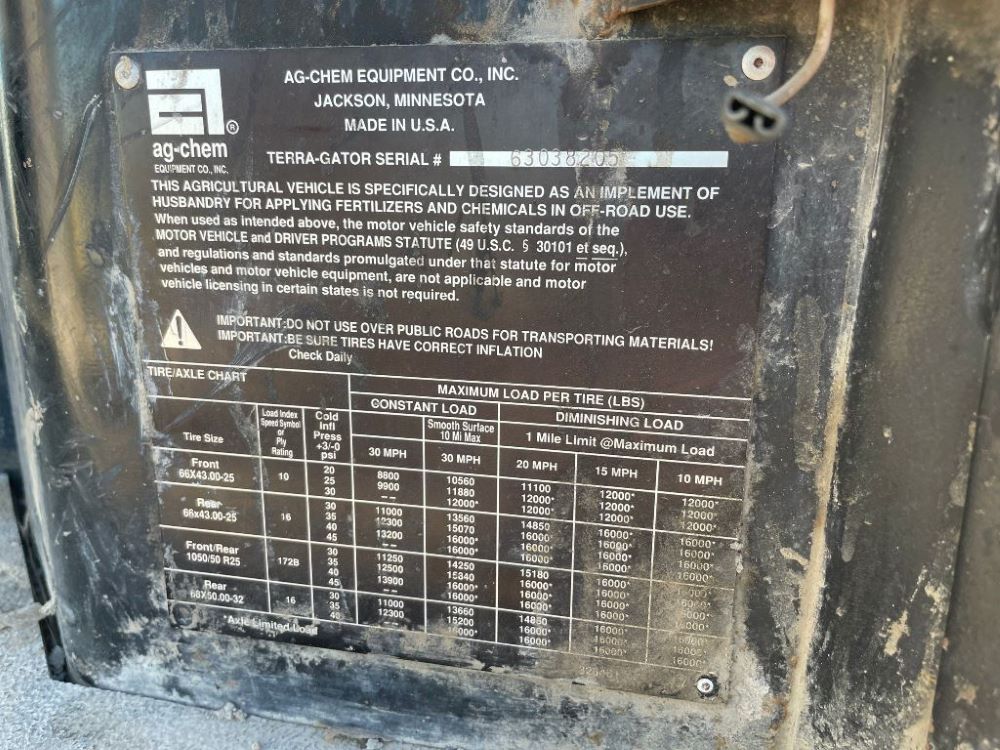 AG-CHEM EQUIPMENT CO., INC.
JACKSON, MINNESOTA
MADE IN U.S.A.
®
ag-chem
EQUIPMENT CO., INC.
TERRA-GATOR SERIAL # 63038205
THIS AGRICULTURAL VEHICLE IS SPECIFICALLY DESIGNED AS AN IMPLEMENT OF
HUSBANDRY FOR APPLYING FERTILIZERS AND CHEMICALS IN OFF-ROAD USE.
When used as intended above, the motor vehicle safety standards of the
MOTOR VEHICLE and DRIVER PROGRAMS STATUTE (49 U.S.C. § 30101 et seq.),
and regulations and standards promulgated under that statute for motor
vehicles and motor vehicle equipment, are not applicable and motor
vehicle licensing in certain states is not required.
IMPORTANT:DO NOT USE OVER PUBLIC ROADS FOR TRANSPORTING MATERIALS!
IMPORTANT:BE SURE TIRES HAVE CORRECT INFLATION
Check Daily
TIRE/AXLE CHART
MAXIMUM LOAD PER TIRE (LBS)
CONSTANT LOAD
DIMINISHING LOAD
Tire Size
Load Index
Speed Symbol
or
Ply
Rating
Cold
Infl
Press
+3/-0
psi
30 MPH
Smooth Surface
10 Mi Max
30 MPH
1 Mile Limit @Maximum Load
20 MPH 15 MPH 10 MPH
Front
66X43.00-25
10
20 8800 10560 11100 12000* 12000*
25 9900 11880 12000* 12000* 12000*
30 -- 12000* 12000* 12000* 12000*
Rear
66x43.00-25
16
30 11000 13560 14850 16000* 16000*
35 12300 15070 16000* 16000* 16000*
40 13200 16000* 16000* 16000* 16000*
45 -- 16000* 16000* 16000* 16000*
Front/Rear
1050/50 R25
172B
30 11250 14250 15180 16000*
35 12500 15840 16000* 16000*
40 13900 16000* 16000* 16000*
45 -- 16000* 16000* 16000*
Rear
68X50.00-32
16
30 11000 13660 14850 16000* 16000*
35 12300 15200 16000* 16000* 16000*
40 -- 16000* 16000* 16000* 16000*
*Axle Limited Load